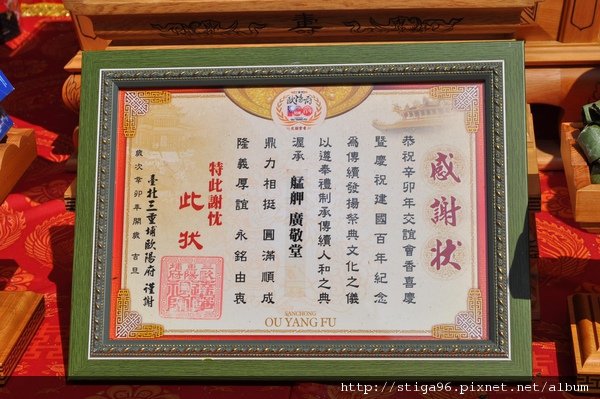 感謝狀
恭祝辛卯年交誼會香喜慶
暨慶祝建國百年紀念
為傳續發揚祭典文化之儀
以遵奉禮制承傳續人和之典
渥承 艋舺 廣敬堂
鼎力相挺 圓滿順成
隆義厚誼 永銘由衷
特此謝忱
此狀
臺北三重埔歐陽府 謹謝
歲次辛卯年開歲 吉旦
SANCHONG
OU YANG FU
http://stiga96.pixnet.net/album